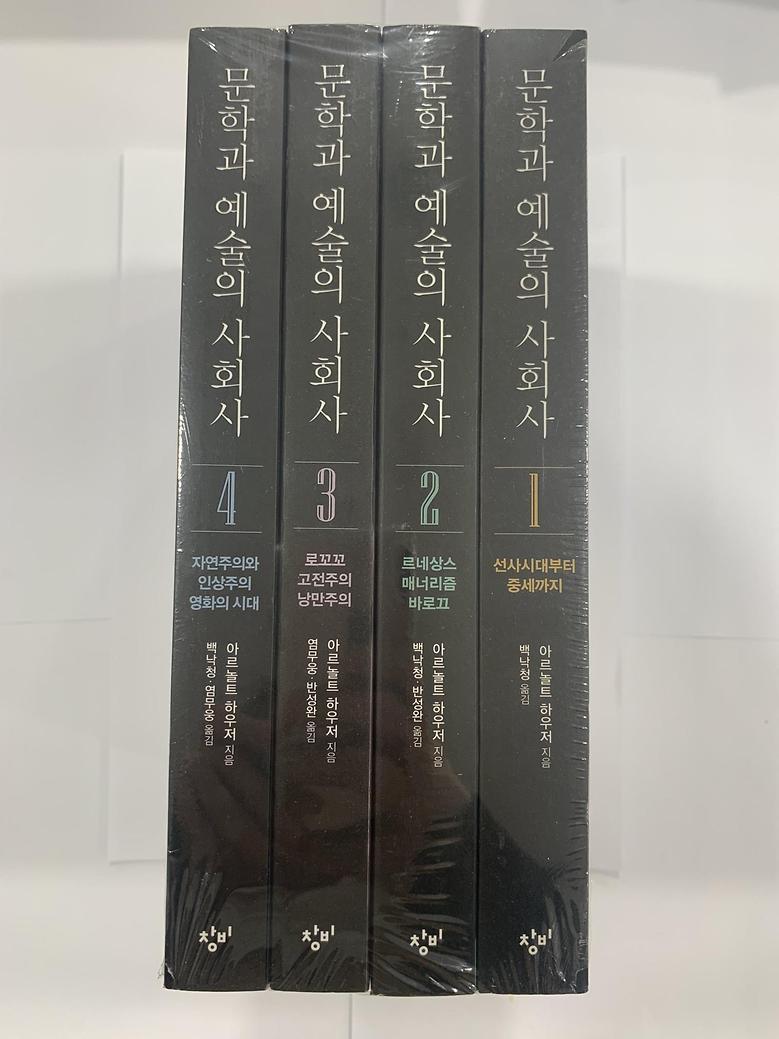 문학과 예술의 사회사
4
자연주의와
인상주의
영화의 시대
아르놀트 하우저 지음
백낙청·염무웅 옮김
창비
문학과 예술의 사회사
3
로꼬꼬
고전주의
낭만주의
아르놀트 하우저 지음
염무웅·반성완 옮김
창비
문학과 예술의 사회사
2
르네상스
매너리즘
바로끄
아르놀트 하우저 지음
백낙청·반성완 옮김
창비
문학과 예술의 사회사
1
선사시대부터
중세까지
아르놀트 하우저 지음
백낙청 옮김
창비